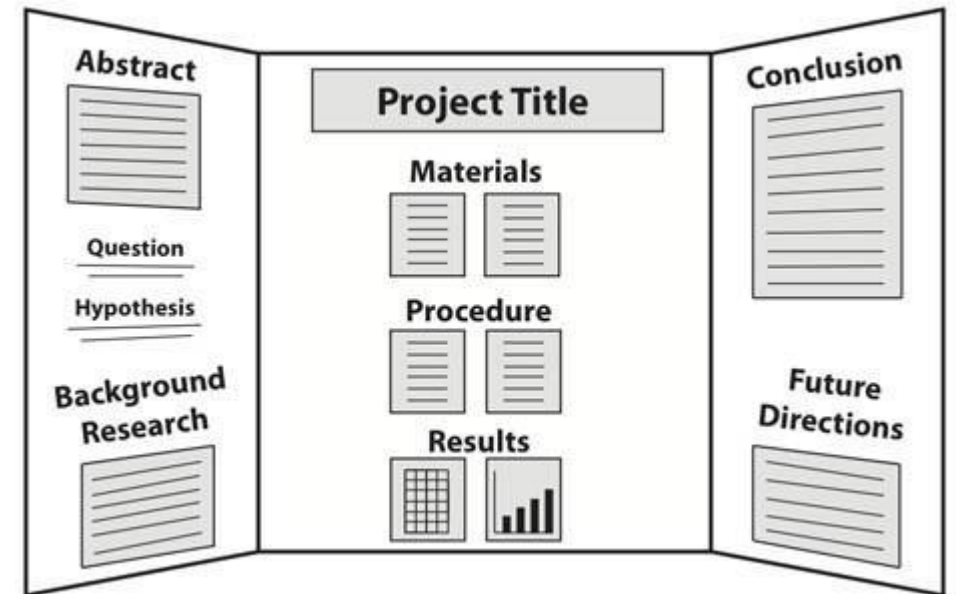 Abstract
Question
Hypothesis
Background
Research
Project Title
Materials
Procedure
Results
Conclusion
Future
Directions